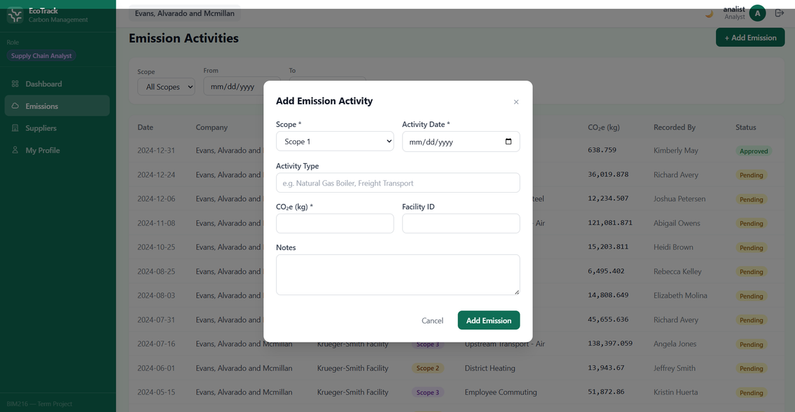 EcoTrack
Carbon Management
Role
Supply Chain Analyst
Dashboard
Emissions
Suppliers
My Profile
BIM216 — Term Project
Evans, Alvarado and Mcmillan
analist
Analyst
A
Emission Activities
+ Add Emission
Scope From To
All Scopes mm/dd/yyyy
Date Company CO₂e (kg) Recorded By Status
2024-12-31 Evans, Alvarado and 638.759 Kimberly May Approved
2024-12-24 Evans, Alvarado and 36,019.878 Richard Avery Pending
2024-12-06 Evans, Alvarado and 12,234.507 Joshua Petersen Pending
2024-11-08 Evans, Alvarado and Air 121,081.871 Abigail Owens Pending
2024-10-25 Evans, Alvarado and 15,203.811 Heidi Brown Pending
2024-08-25 Evans, Alvarado and 6,495.402 Rebecca Kelley Pending
2024-08-03 Evans, Alvarado and 14,808.649 Elizabeth Molina Pending
2024-07-31 Evans, Alvarado and 45,655.636 Richard Avery Pending
2024-07-16 Evans, Alvarado and Mcmillan Krueger-Smith Facility Scope 3 Upstream Transport - Air 138,397.059 Angela Jones Pending
2024-06-01 Evans, Alvarado and Mcmillan Krueger-Smith Facility Scope 2 District Heating 13,943.67 Jeffrey Smith Pending
2024-05-15 Evans, Alvarado and Mcmillan Krueger-Smith Facility Scope 3 Employee Commuting 51,872.86 Kristin Huerta Pending
Add Emission Activity ×
Scope * Activity Date *
Scope 1 mm/dd/yyyy
Activity Type
e.g. Natural Gas Boiler, Freight Transport
CO₂e (kg) * Facility ID
Notes
Cancel Add Emission